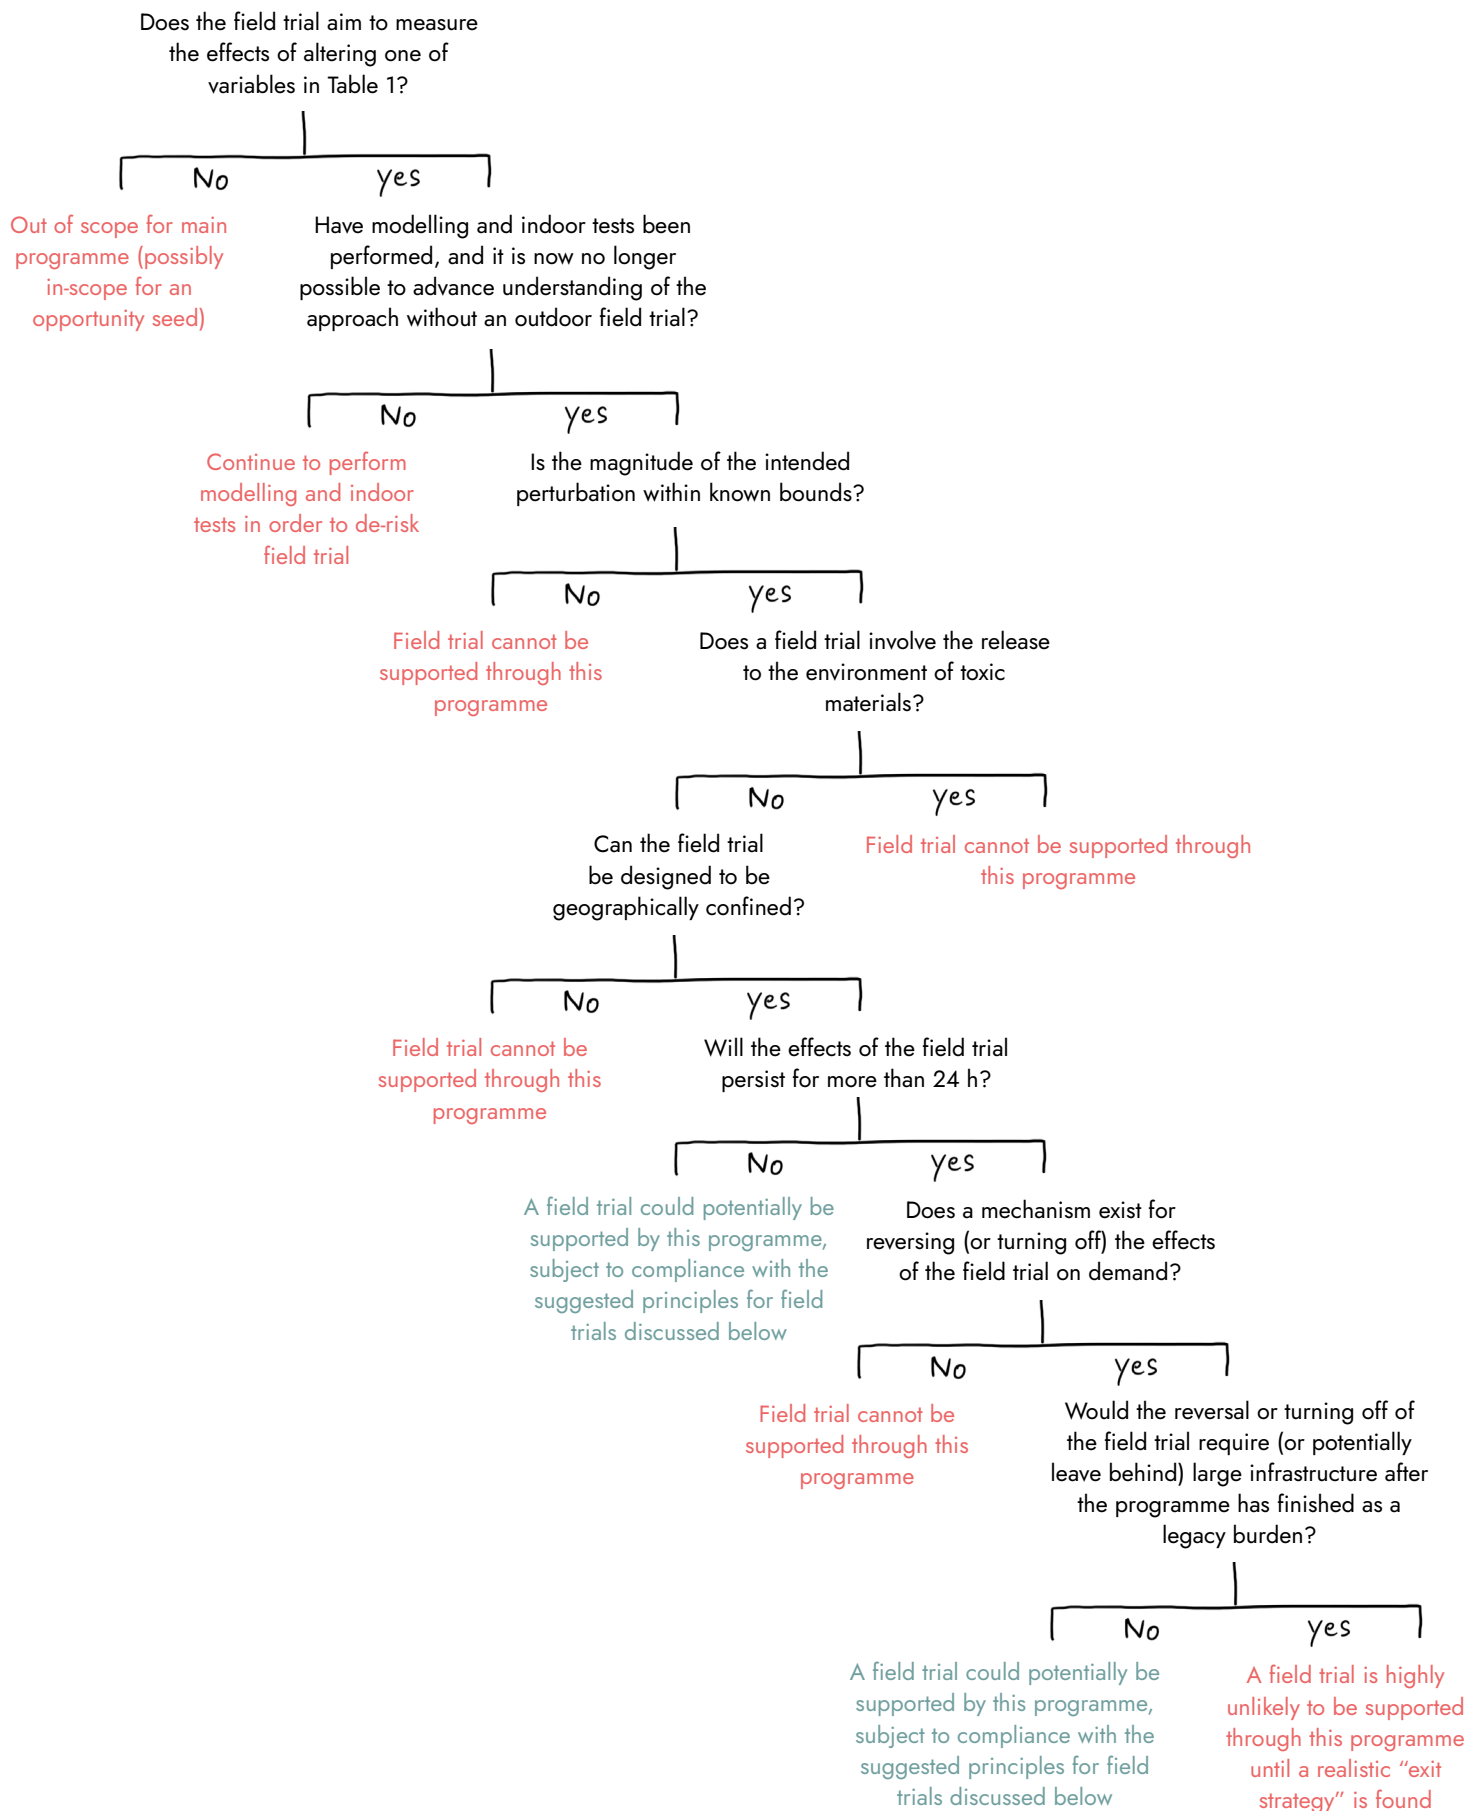 Does the field trial aim to measure
the effects of altering one of
variables in Table 1?
No
yes
Out of scope for main
programme (possibly
in-scope for an
opportunity seed)
Have modelling and indoor tests been
performed, and it is now no longer
possible to advance understanding of the
approach without an outdoor field trial?
No
yes
Continue to perform
modelling and indoor
tests in order to de-risk
field trial
Is the magnitude of the intended
perturbation within known bounds?
No
yes
Field trial cannot be
supported through this
programme
Does a field trial involve the release
to the environment of toxic
materials?
No
yes
Can the field trial
be designed to be
geographically confined?
Field trial cannot be supported through
this programme
No
yes
Field trial cannot be
supported through this
programme
Will the effects of the field trial
persist for more than 24 h?
No
yes
A field trial could potentially be
supported by this programme,
subject to compliance with the
suggested principles for field
trials discussed below
Does a mechanism exist for
reversing (or turning off) the effects
of the field trial on demand?
No
yes
Field trial cannot be
supported through this
programme
Would the reversal or turning off of
the field trial require (or potentially
leave behind) large infrastructure after
the programme has finished as a
legacy burden?
No
yes
A field trial could potentially be
supported by this programme,
subject to compliance with the
suggested principles for field
trials discussed below
A field trial is highly
unlikely to be supported
through this programme
until a realistic “exit
strategy” is found